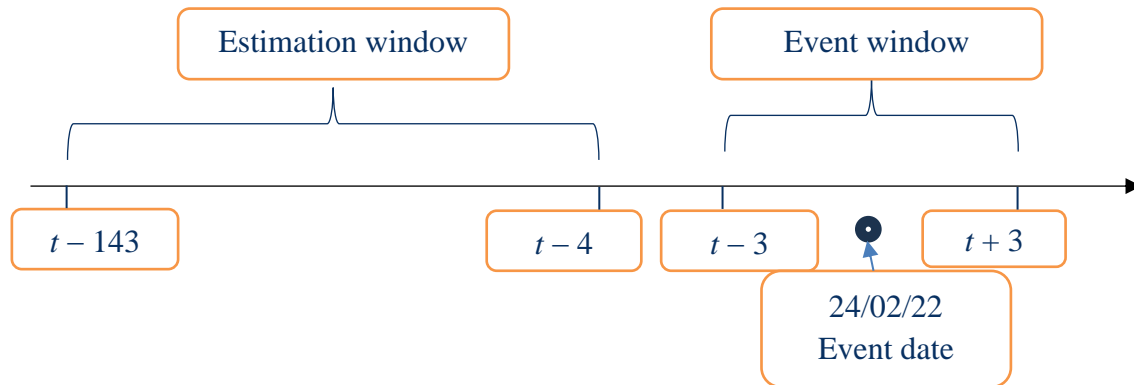 Estimation window
Event window
t – 143
t – 4
t – 3
t + 3
24/02/22
Event date